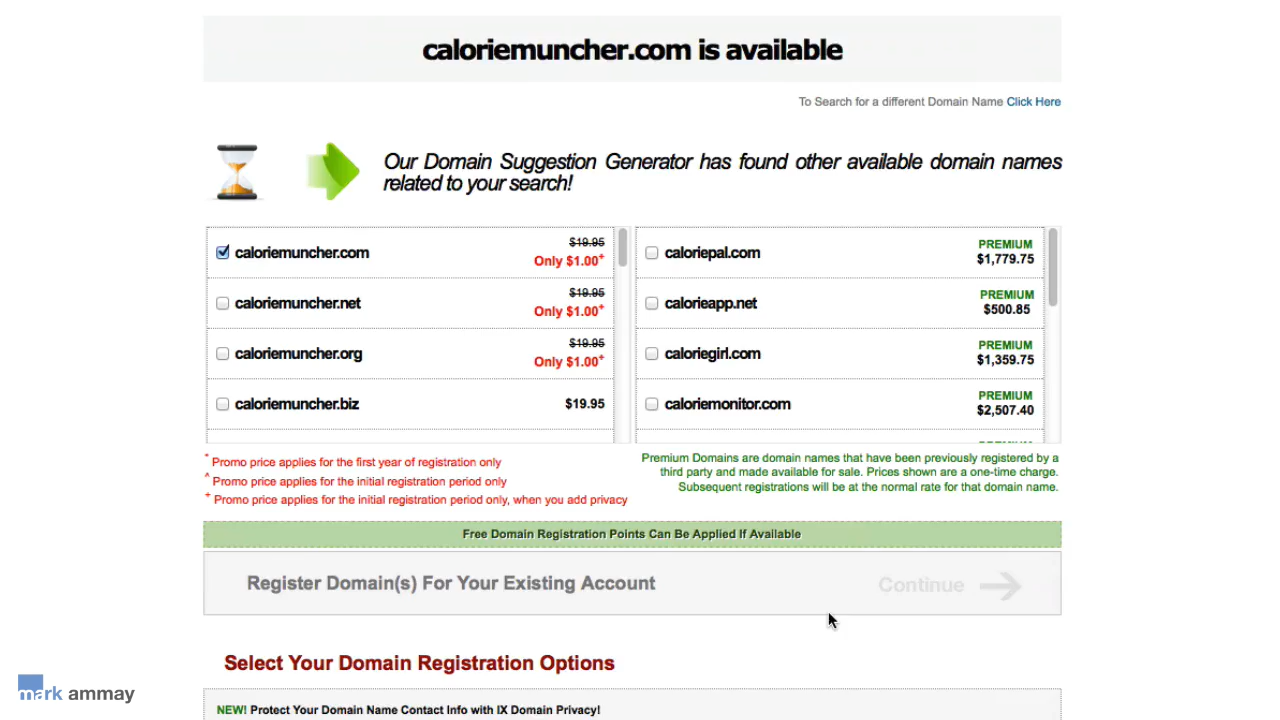 caloriemuncher.com is available
To Search for a different Domain Name Click Here
Our Domain Suggestion Generator has found other available domain names
related to your search!
caloriemuncher.com $19.95 Only $1.00+
caloriemuncher.net $19.95 Only $1.00+
caloriemuncher.org $19.95 Only $1.00+
caloriemuncher.biz $19.95
caloriepal.com PREMIUM $1,779.75
calorieapp.net PREMIUM $500.85
caloriegirl.com PREMIUM $1,359.75
caloriemonitor.com PREMIUM $2,507.40
* Promo price applies for the first year of registration only
^ Promo price applies for the initial registration period only
+ Promo price applies for the initial registration period only, when you add privacy
Premium Domains are domain names that have been previously registered by a
third party and made available for sale. Prices shown are a one-time charge.
Subsequent registrations will be at the normal rate for that domain name.
Free Domain Registration Points Can Be Applied If Available
Register Domain(s) For Your Existing Account Continue
Select Your Domain Registration Options
NEW! Protect Your Domain Name Contact Info with IX Domain Privacy!
mark ammay